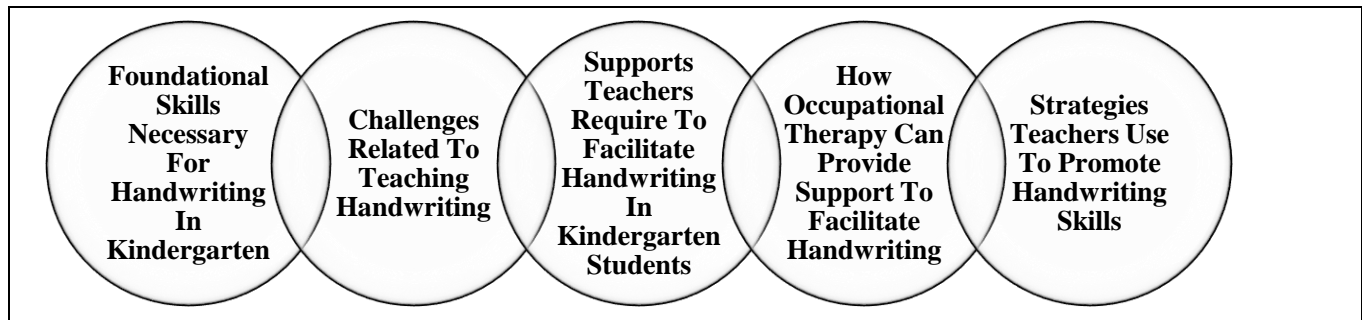 Foundational
Skills
Necessary
For
Handwriting
In
Kindergarten
Challenges
Related To
Teaching
Handwriting
Supports
Teachers
Require To
Facilitate
Handwriting
In
Kindergarten
Students
How
Occupational
Therapy Can
Provide
Support To
Facilitate
Handwriting
Strategies
Teachers Use
To Promote
Handwriting
Skills